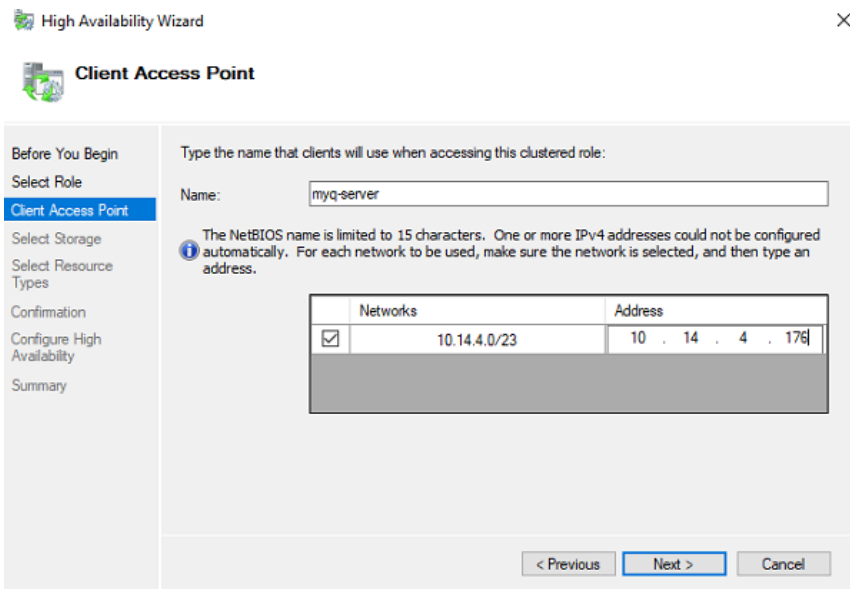 High Availability Wizard
Client Access Point
Before You Begin
Select Role
Client Access Point
Select Storage
Select Resource
Types
Confirmation
Configure High
Availability
Summary
Type the name that clients will use when accessing this clustered role:
Name: myq-server
The NetBIOS name is limited to 15 characters. One or more IPv4 addresses could not be configured
automatically. For each network to be used, make sure the network is selected, and then type an
address.
Networks Address
10.14.4.0/23 10 . 14 . 4 . 176
< Previous Next > Cancel